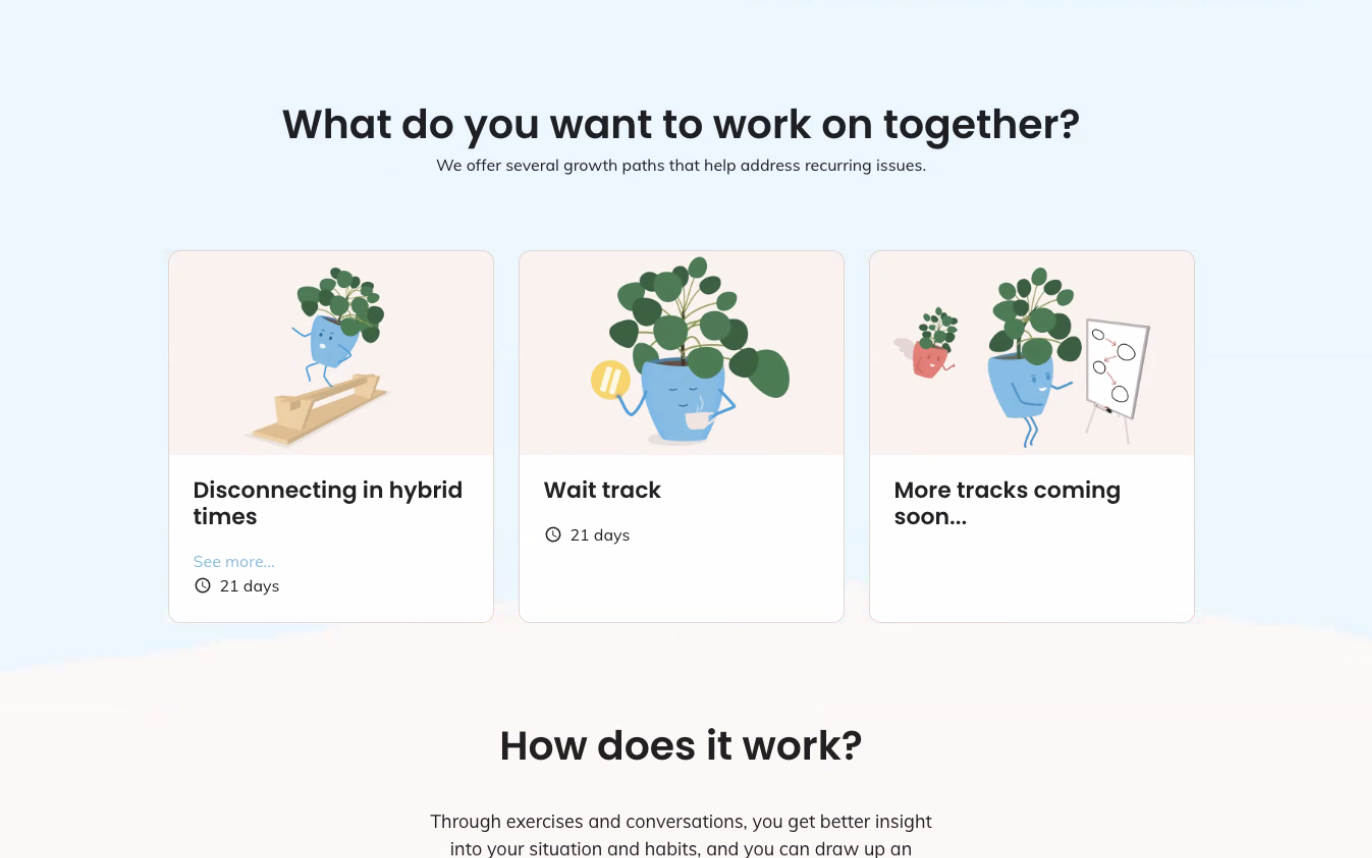 What do you want to work on together?
We offer several growth paths that help address recurring issues.
Disconnecting in hybrid
times
See more...
21 days
Wait track
21 days
More tracks coming
soon...
How does it work?
Through exercises and conversations, you get better insight
into your situation and habits, and you can draw up an